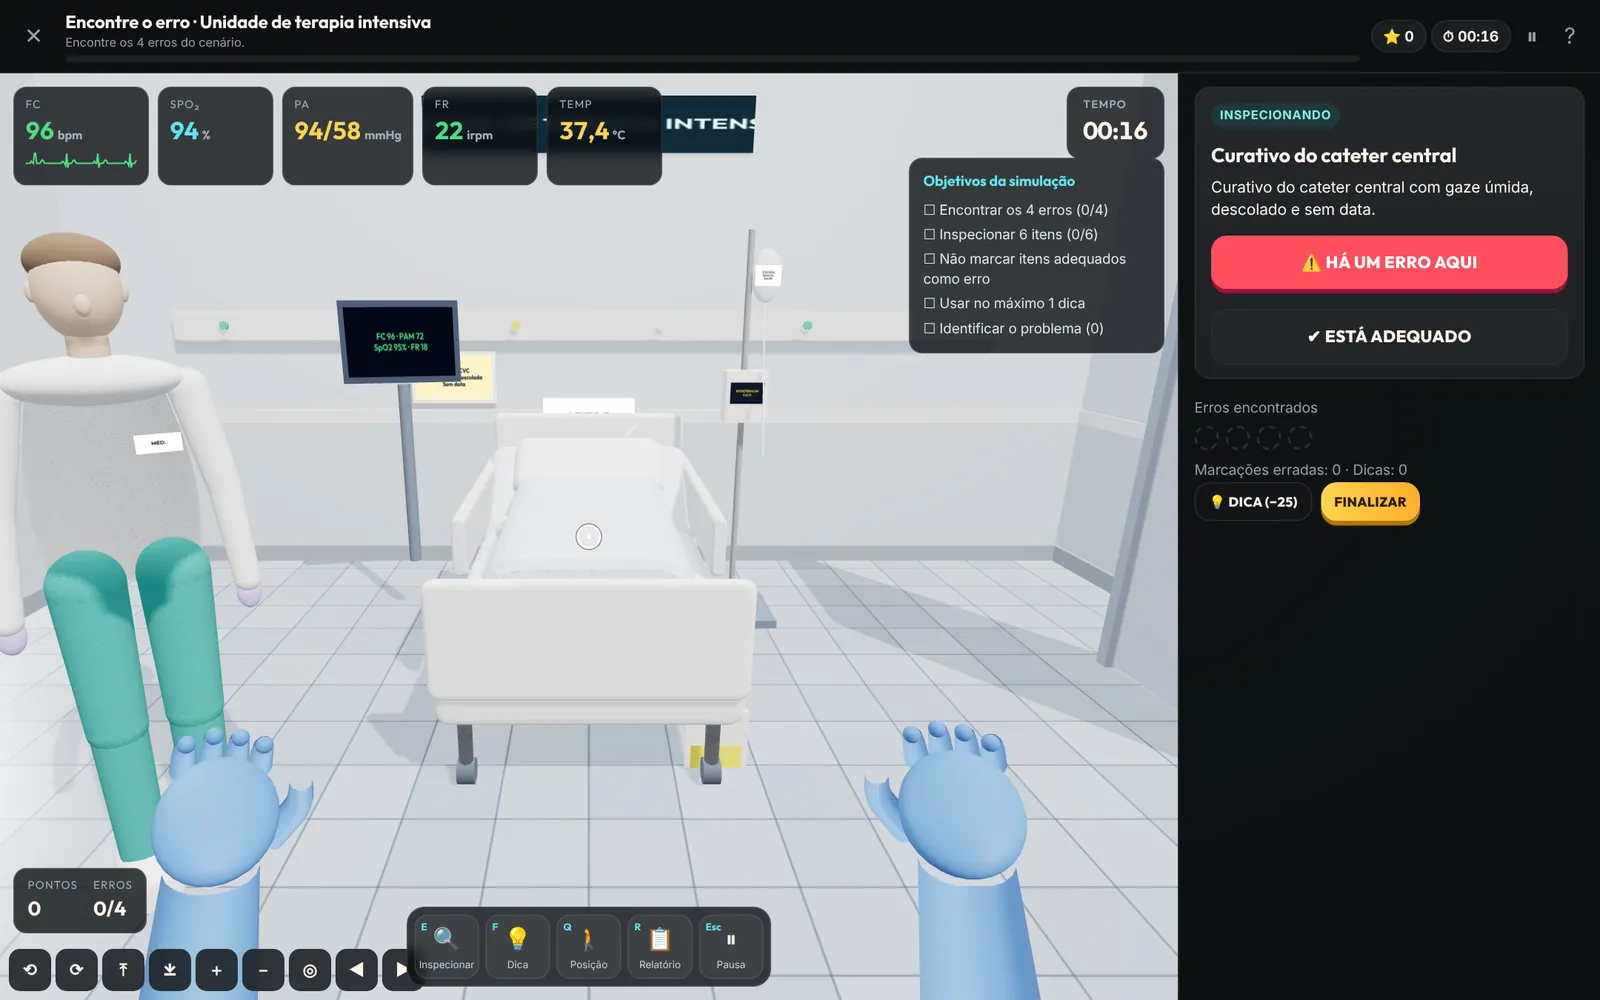 Encontre o erro · Unidade de terapia intensiva
Encontre os 4 erros do cenário.
⭐ 0
⏱ 00:16
?
FC
96 bpm
SPO₂
94 %
PA
94/58 mmHg
FR
22 irpm
TEMP
37,4 °C
INTENS
TEMPO
00:16
Objetivos da simulação
☐ Encontrar os 4 erros (0/4)
☐ Inspecionar 6 itens (0/6)
☐ Não marcar itens adequados
como erro
☐ Usar no máximo 1 dica
☐ Identificar o problema (0)
FC 96 · PAM 72
SpO2 95% · FR 18
CVC
escolado
Sem data
MÉD.
INSPECIONANDO
Curativo do cateter central
Curativo do cateter central com gaze úmida,
descolado e sem data.
⚠️ HÁ UM ERRO AQUI
✔ ESTÁ ADEQUADO
Erros encontrados
Marcações erradas: 0 · Dicas: 0
💡 DICA (−25)
FINALIZAR
PONTOS
0
ERROS
0/4
E
Inspecionar
F
Dica
Q
Posição
R
Relatório
Esc
Pausa